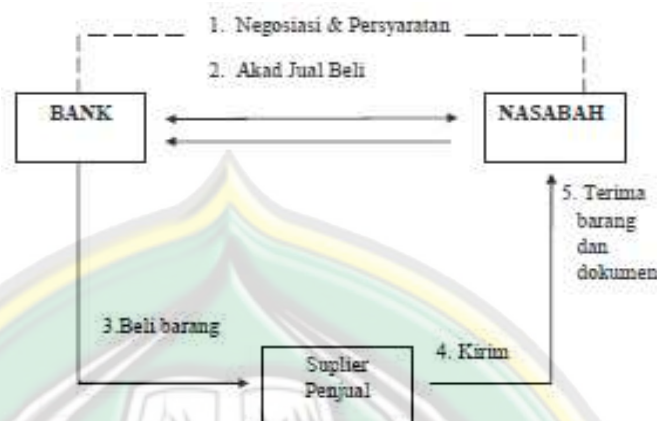 1. Negosiasi & Persyaratan
2. Akad Jual Beli
BANK
NASABAH
5. Terima
barang
dan
dokumen
3.Beli barang
4. Kirim
Suplier
Penjual